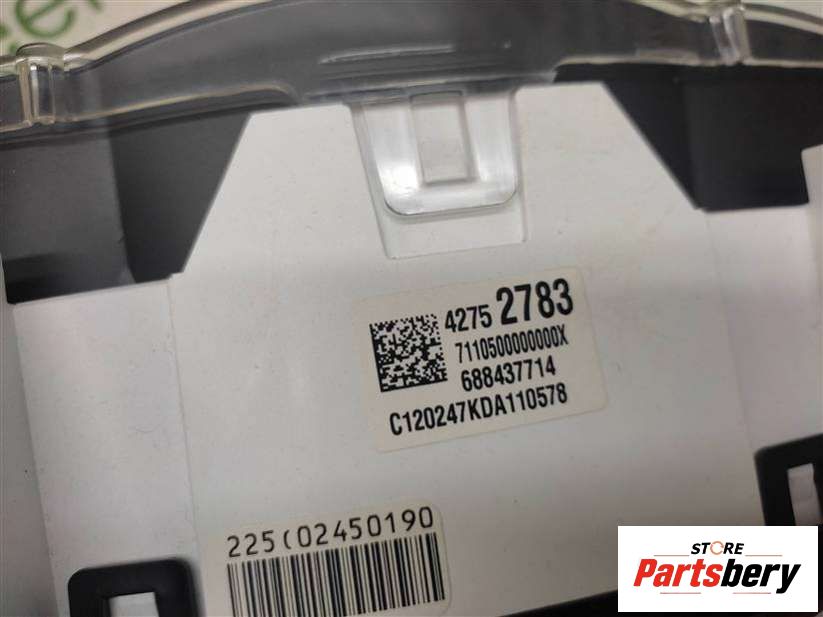 4275 2783
7110500000000X
688437714
C120247KDA110578
225(02450190
STORE
Partsbery